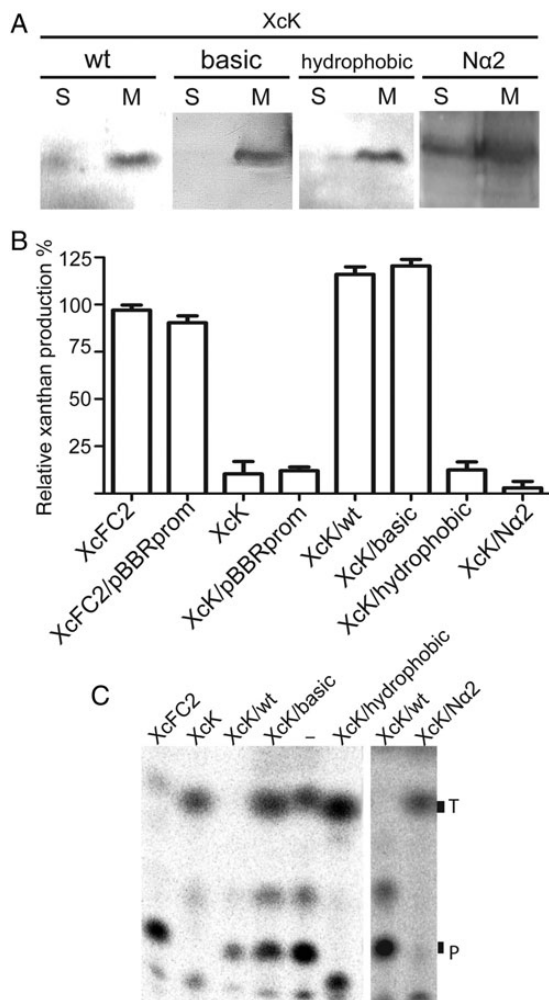 A
XcK
wt basic hydrophobic Nα2
S M S M S M S M
B
Relative xanthan production %
125
100
75
50
25
XcFC2
XcFC2/pBBRprom
XcK
XcK/pBBRprom
XcK/wt
XcK/basic
XcK/hydrophobic
XcK/Nα2
C
XcFC2 XcK XcK/wt XcK/basic – XcK/hydrophobic XcK/wt XcK/Nα2
T
P